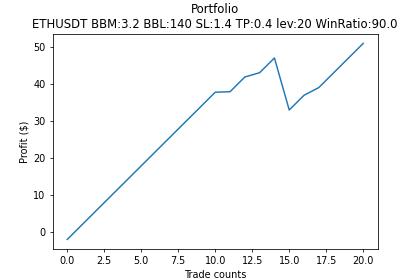 Portfolio
ETHUSDT BBM:3.2 BBL:140 SL:1.4 TP:0.4 lev:20 WinRatio:90.0
50
40
30
20
10
0
Profit ($)
0.0 2.5 5.0 7.5 10.0 12.5 15.0 17.5 20.0
Trade counts